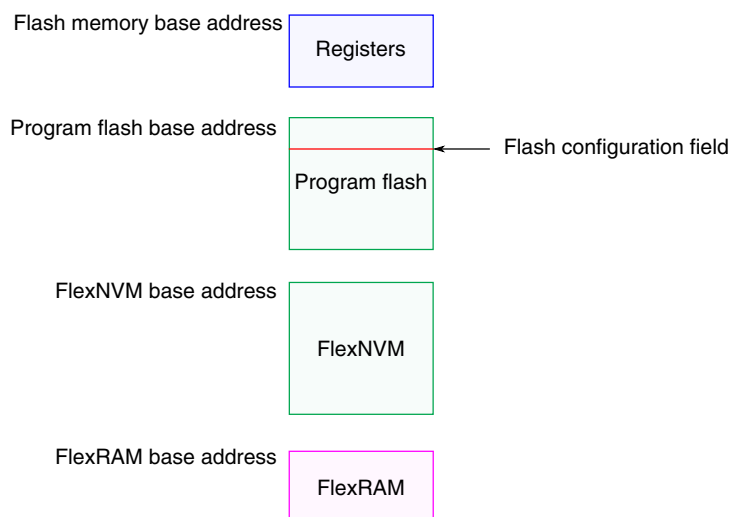 Flash memory base address
Registers
Program flash base address
Flash configuration field
Program flash
FlexNVM base address
FlexNVM
FlexRAM base address
FlexRAM